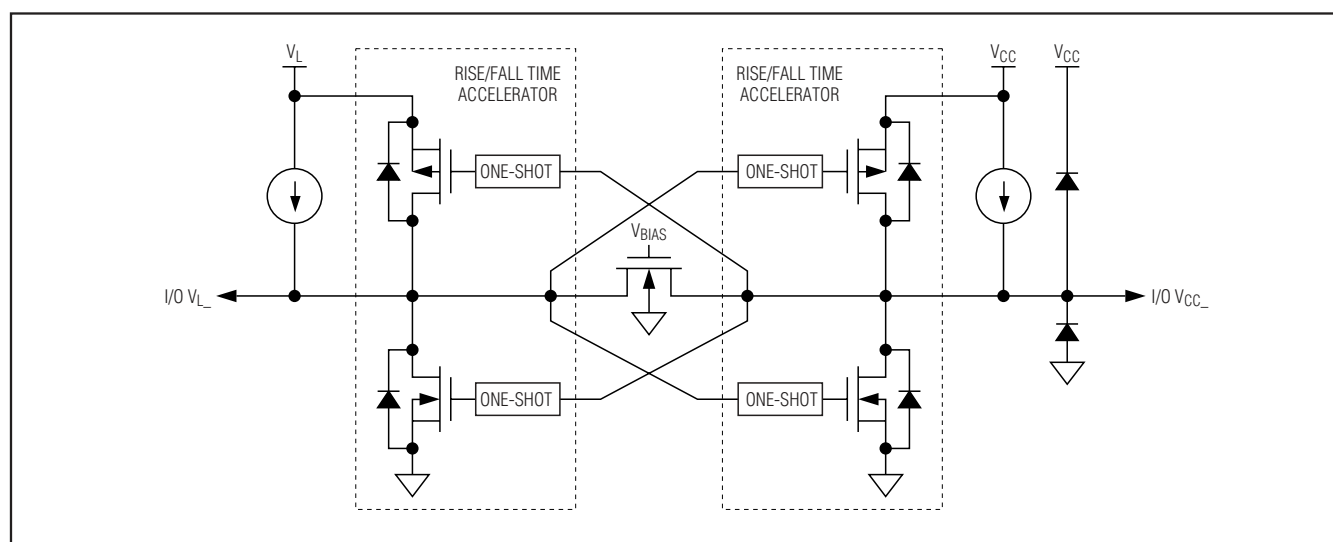 V_L
RISE/FALL TIME
ACCELERATOR
RISE/FALL TIME
ACCELERATOR
V_CC
V_CC
ONE-SHOT
ONE-SHOT
V_BIAS
I/O V_L_
I/O V_CC_
ONE-SHOT
ONE-SHOT